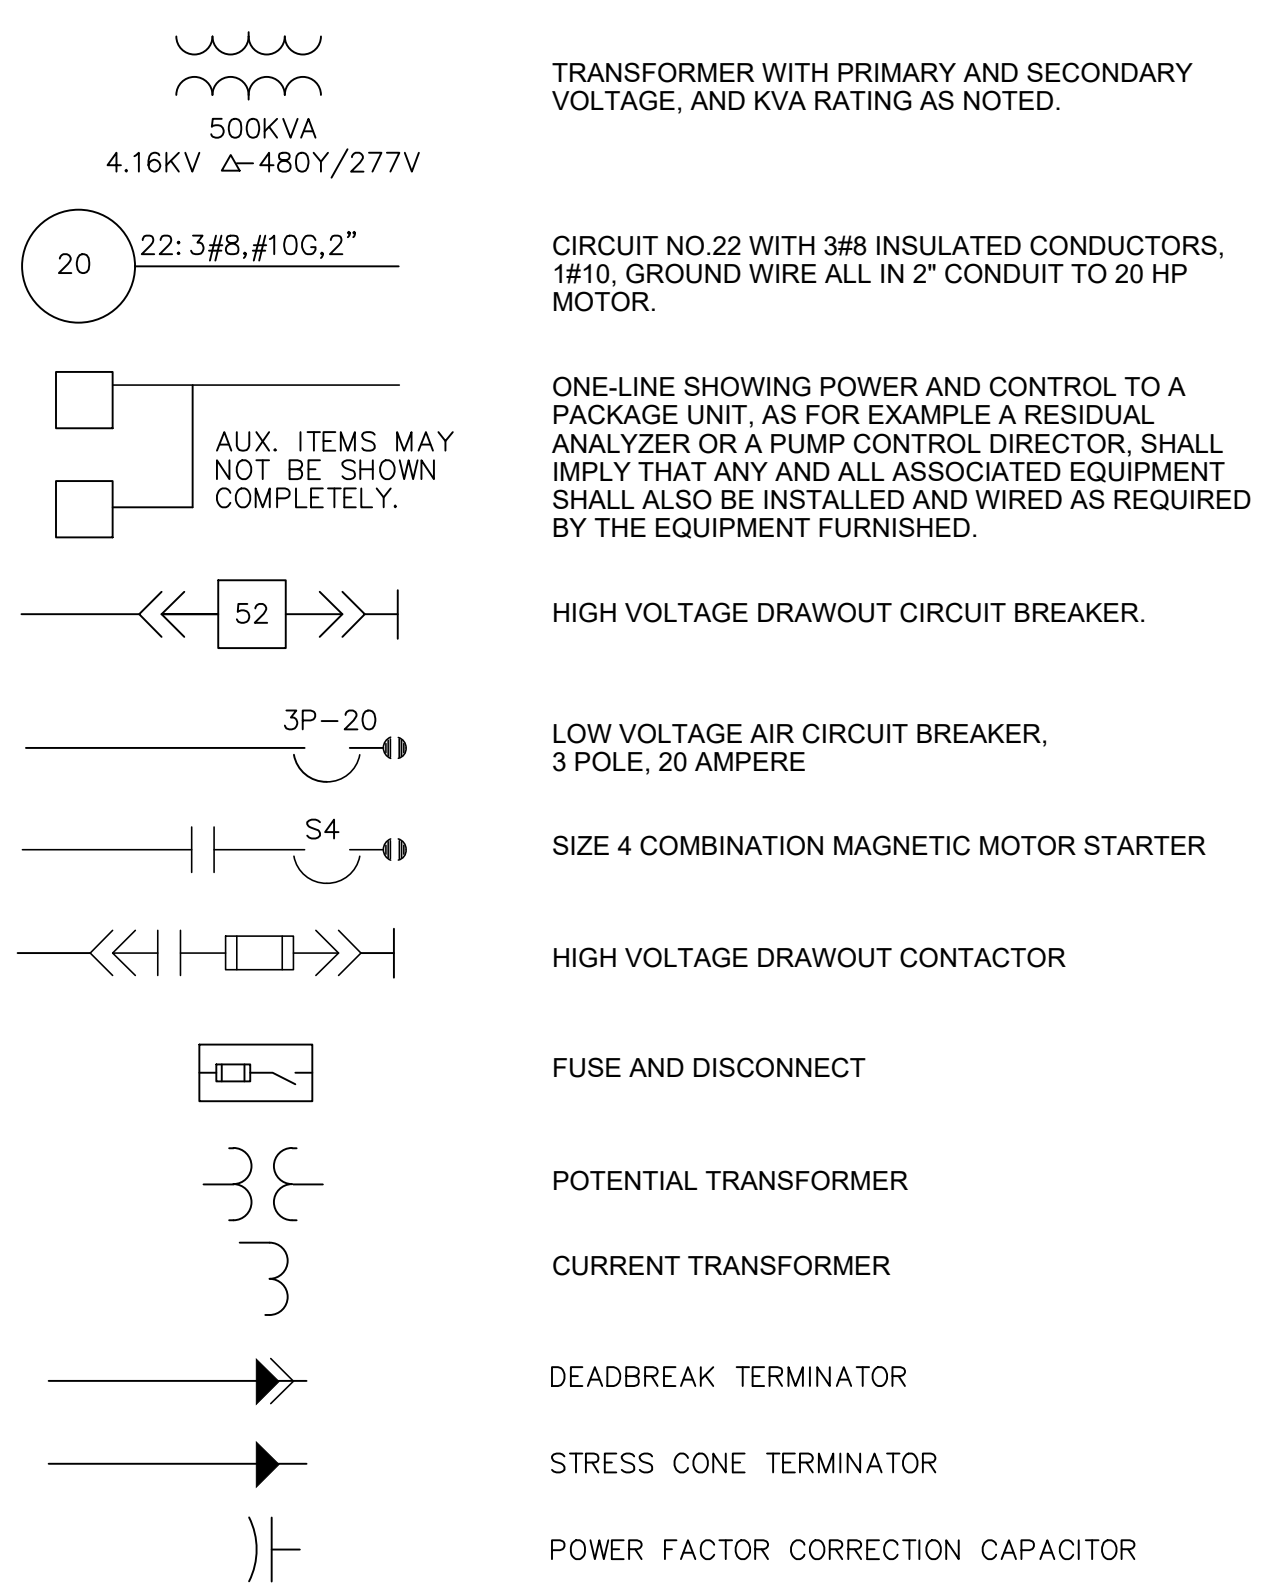 TRANSFORMER WITH PRIMARY AND SECONDARY
VOLTAGE, AND KVA RATING AS NOTED.
500KVA
4.16KV Δ-480Y/277V
20
22: 3#8,#10G,2”
CIRCUIT NO.22 WITH 3#8 INSULATED CONDUCTORS,
1#10, GROUND WIRE ALL IN 2" CONDUIT TO 20 HP
MOTOR.
AUX. ITEMS MAY
NOT BE SHOWN
COMPLETELY.
ONE-LINE SHOWING POWER AND CONTROL TO A
PACKAGE UNIT, AS FOR EXAMPLE A RESIDUAL
ANALYZER OR A PUMP CONTROL DIRECTOR, SHALL
IMPLY THAT ANY AND ALL ASSOCIATED EQUIPMENT
SHALL ALSO BE INSTALLED AND WIRED AS REQUIRED
BY THE EQUIPMENT FURNISHED.
52
HIGH VOLTAGE DRAWOUT CIRCUIT BREAKER.
3P-20
LOW VOLTAGE AIR CIRCUIT BREAKER,
3 POLE, 20 AMPERE
S4
SIZE 4 COMBINATION MAGNETIC MOTOR STARTER
HIGH VOLTAGE DRAWOUT CONTACTOR
FUSE AND DISCONNECT
POTENTIAL TRANSFORMER
CURRENT TRANSFORMER
DEADBREAK TERMINATOR
STRESS CONE TERMINATOR
POWER FACTOR CORRECTION CAPACITOR